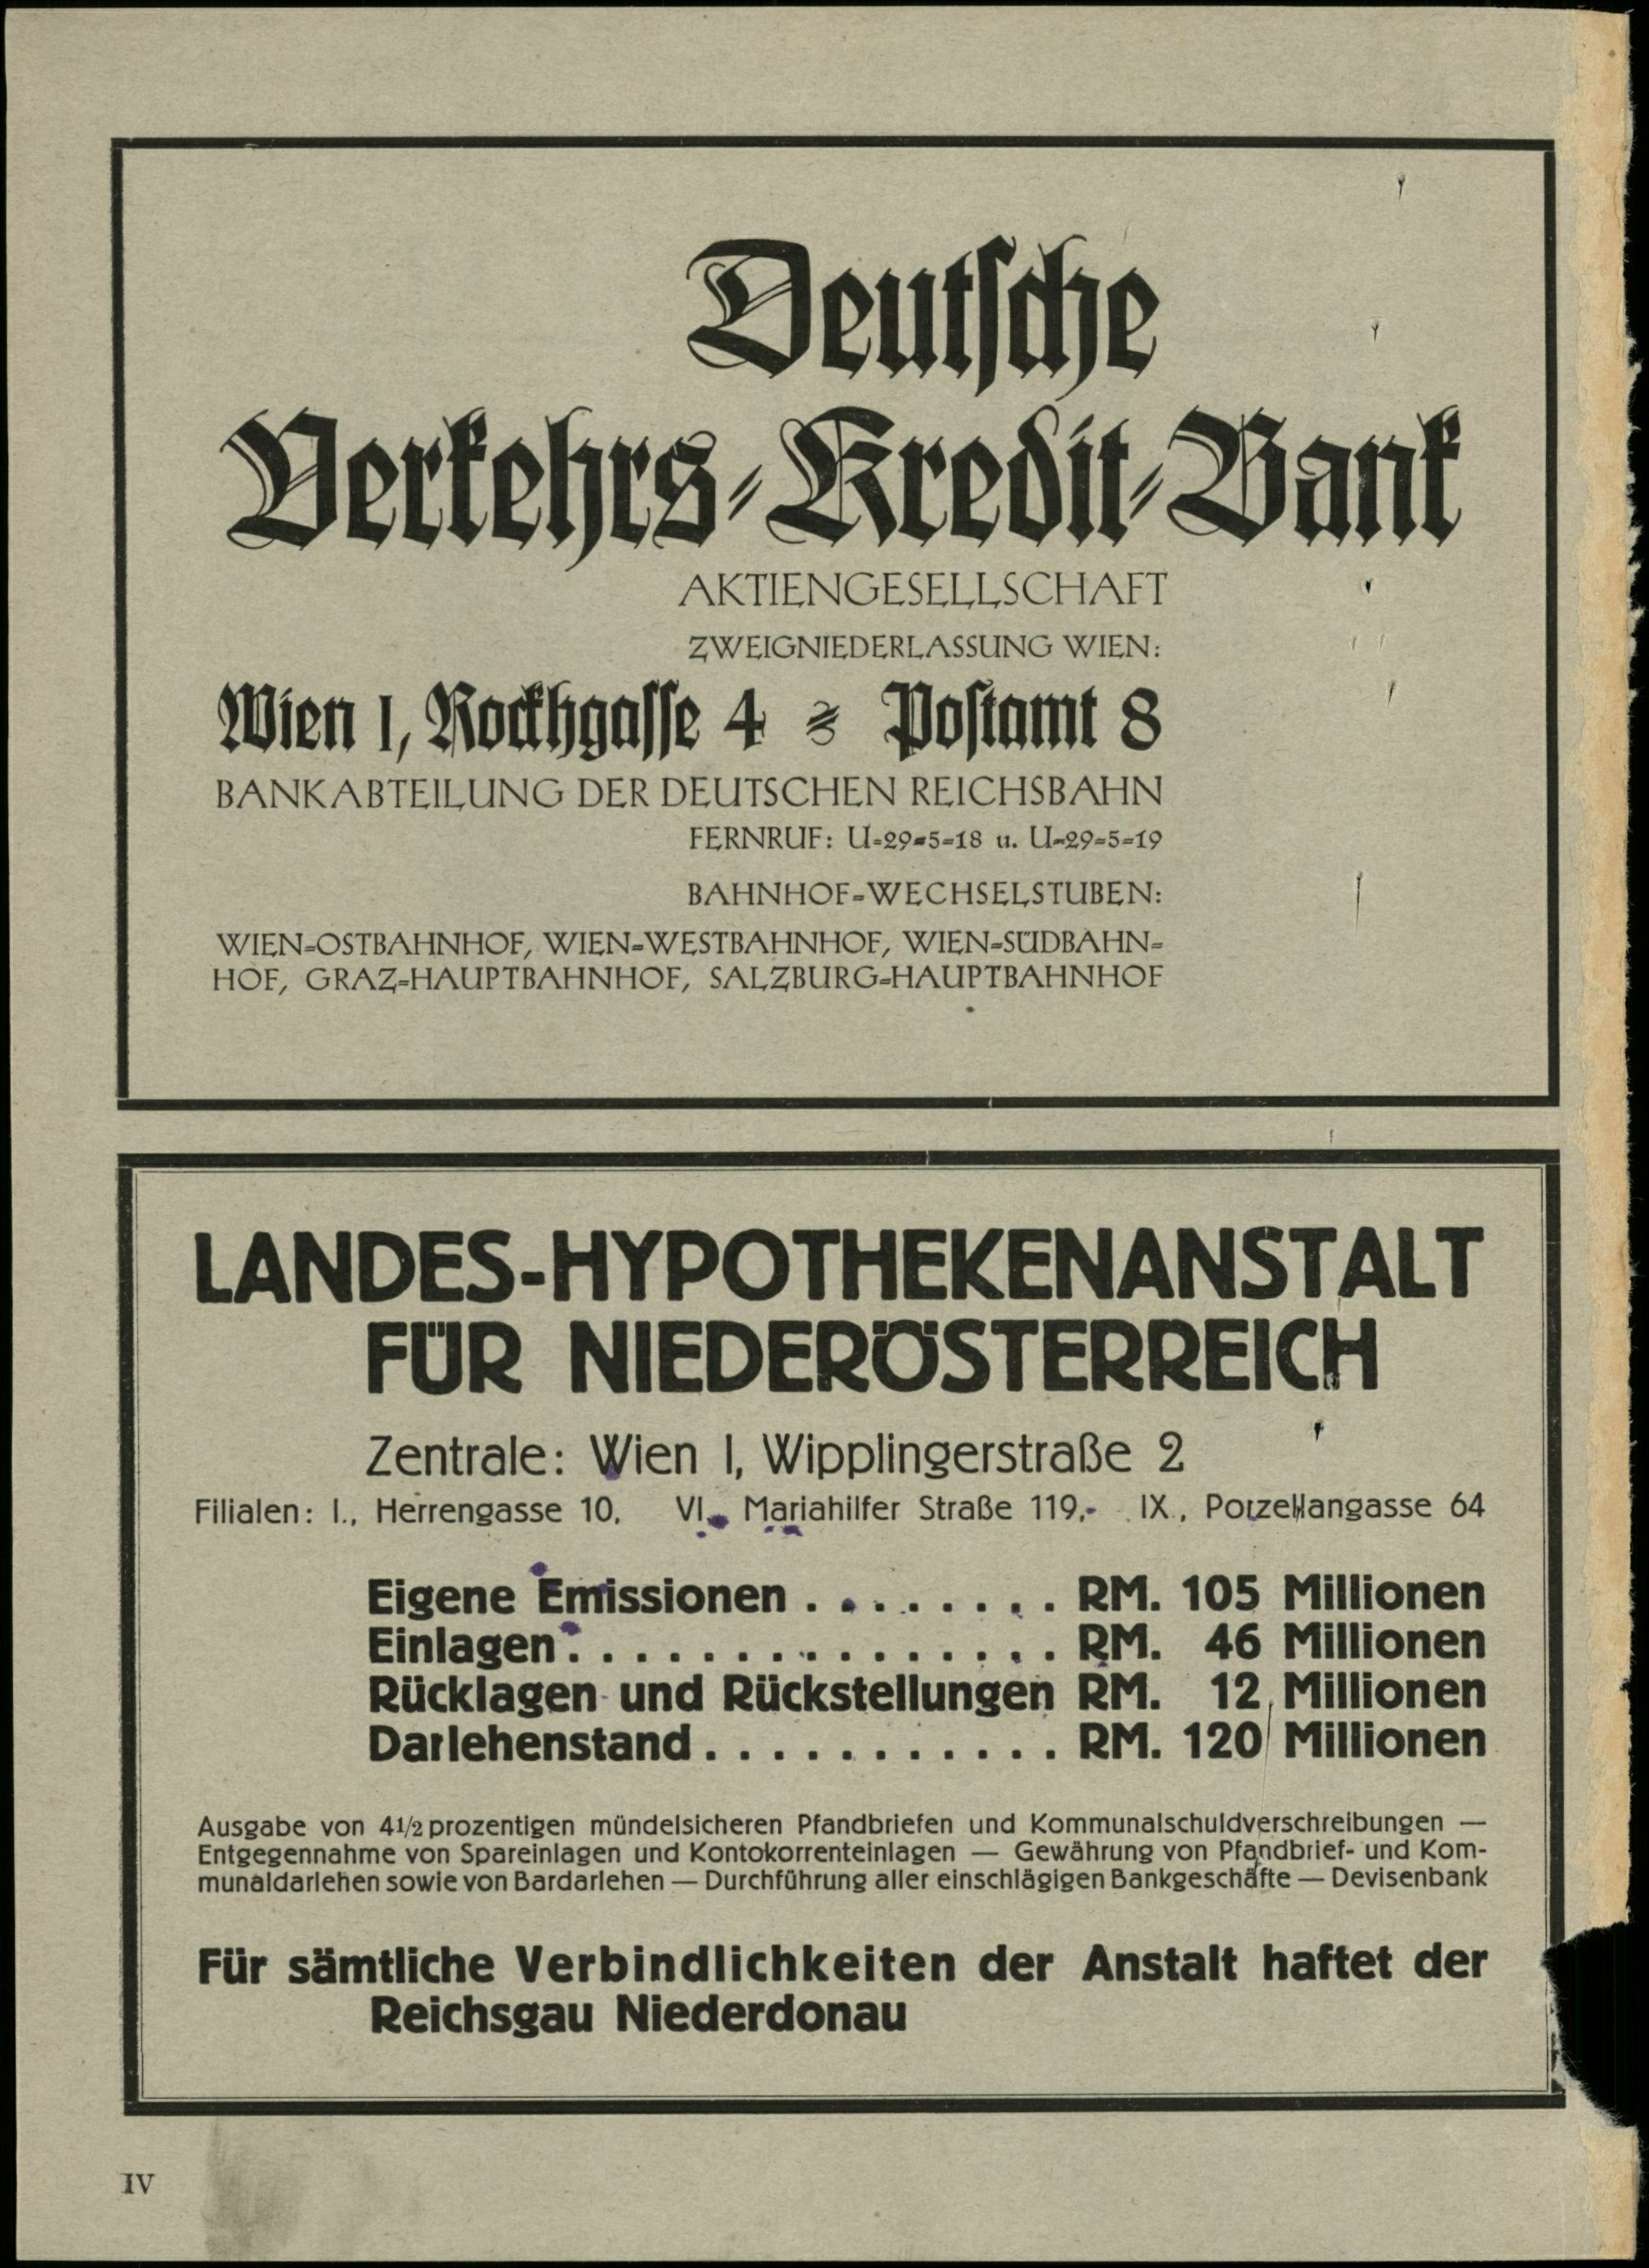 Deutsche
Verkehrs-Kredit-Bank
AKTIENGESELLSCHAFT
ZWEIGNIEDERLASSUNG WIEN:
Wien I, Rockhgasse 4 Postamt 8
BANKABTEILUNG DER DEUTSCHEN REICHSBAHN
FERNRUF: U-29-5-18 u. U-29-5-19
BAHNHOF-WECHSELSTUBEN:
WIEN-OSTBAHNHOF, WIEN-WESTBAHNHOF, WIEN-SÜDBAHN-
HOF, GRAZ-HAUPTBAHNHOF, SALZBURG-HAUPTBAHNHOF
LANDES-HYPOTHEKENANSTALT
FÜR NIEDERÖSTERREICH
Zentrale: Wien I, Wipplingerstraße 2
Filialen: I., Herrengasse 10, VI., Mariahilfer Straße 119, IX., Porzellangasse 64
Eigene Emissionen . . . . . . . . . . RM. 105 Millionen
Einlagen . . . . . . . . . . . . . . . . . . . RM. 46 Millionen
Rücklagen und Rückstellungen RM. 12 Millionen
Darlehenstand . . . . . . . . . . . . . . RM. 120 Millionen
Ausgabe von 4 1/2 prozentigen mündelsicheren Pfandbriefen und Kommunalschuldverschreibungen —
Entgegennahme von Spareinlagen und Kontokorrenteinlagen — Gewährung von Pfandbrief- und Kom-
munaldarlehen sowie von Bardarlehen — Durchführung aller einschlägigen Bankgeschäfte — Devisenbank
Für sämtliche Verbindlichkeiten der Anstalt haftet der
Reichsgau Niederdonau
IV